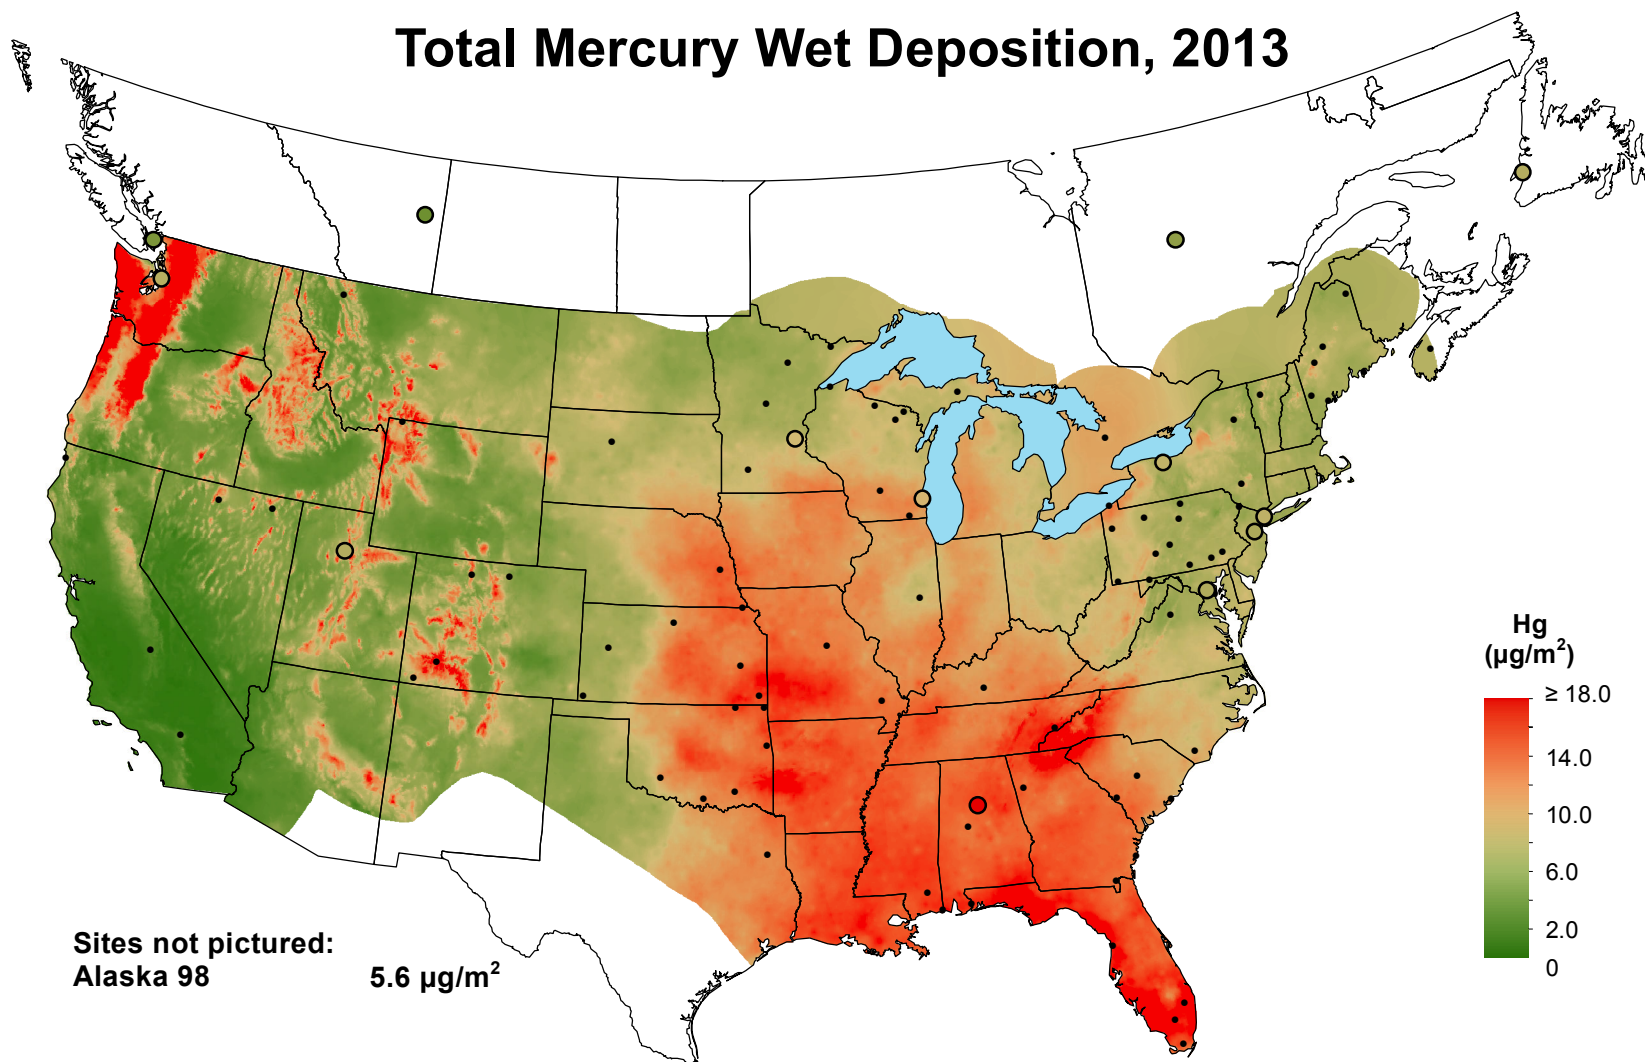 Total Mercury Wet Deposition, 2013
Hg
(µg/m²)
≥ 18.0
14.0
10.0
6.0
2.0
0
Sites not pictured:
Alaska 98 5.6 µg/m²